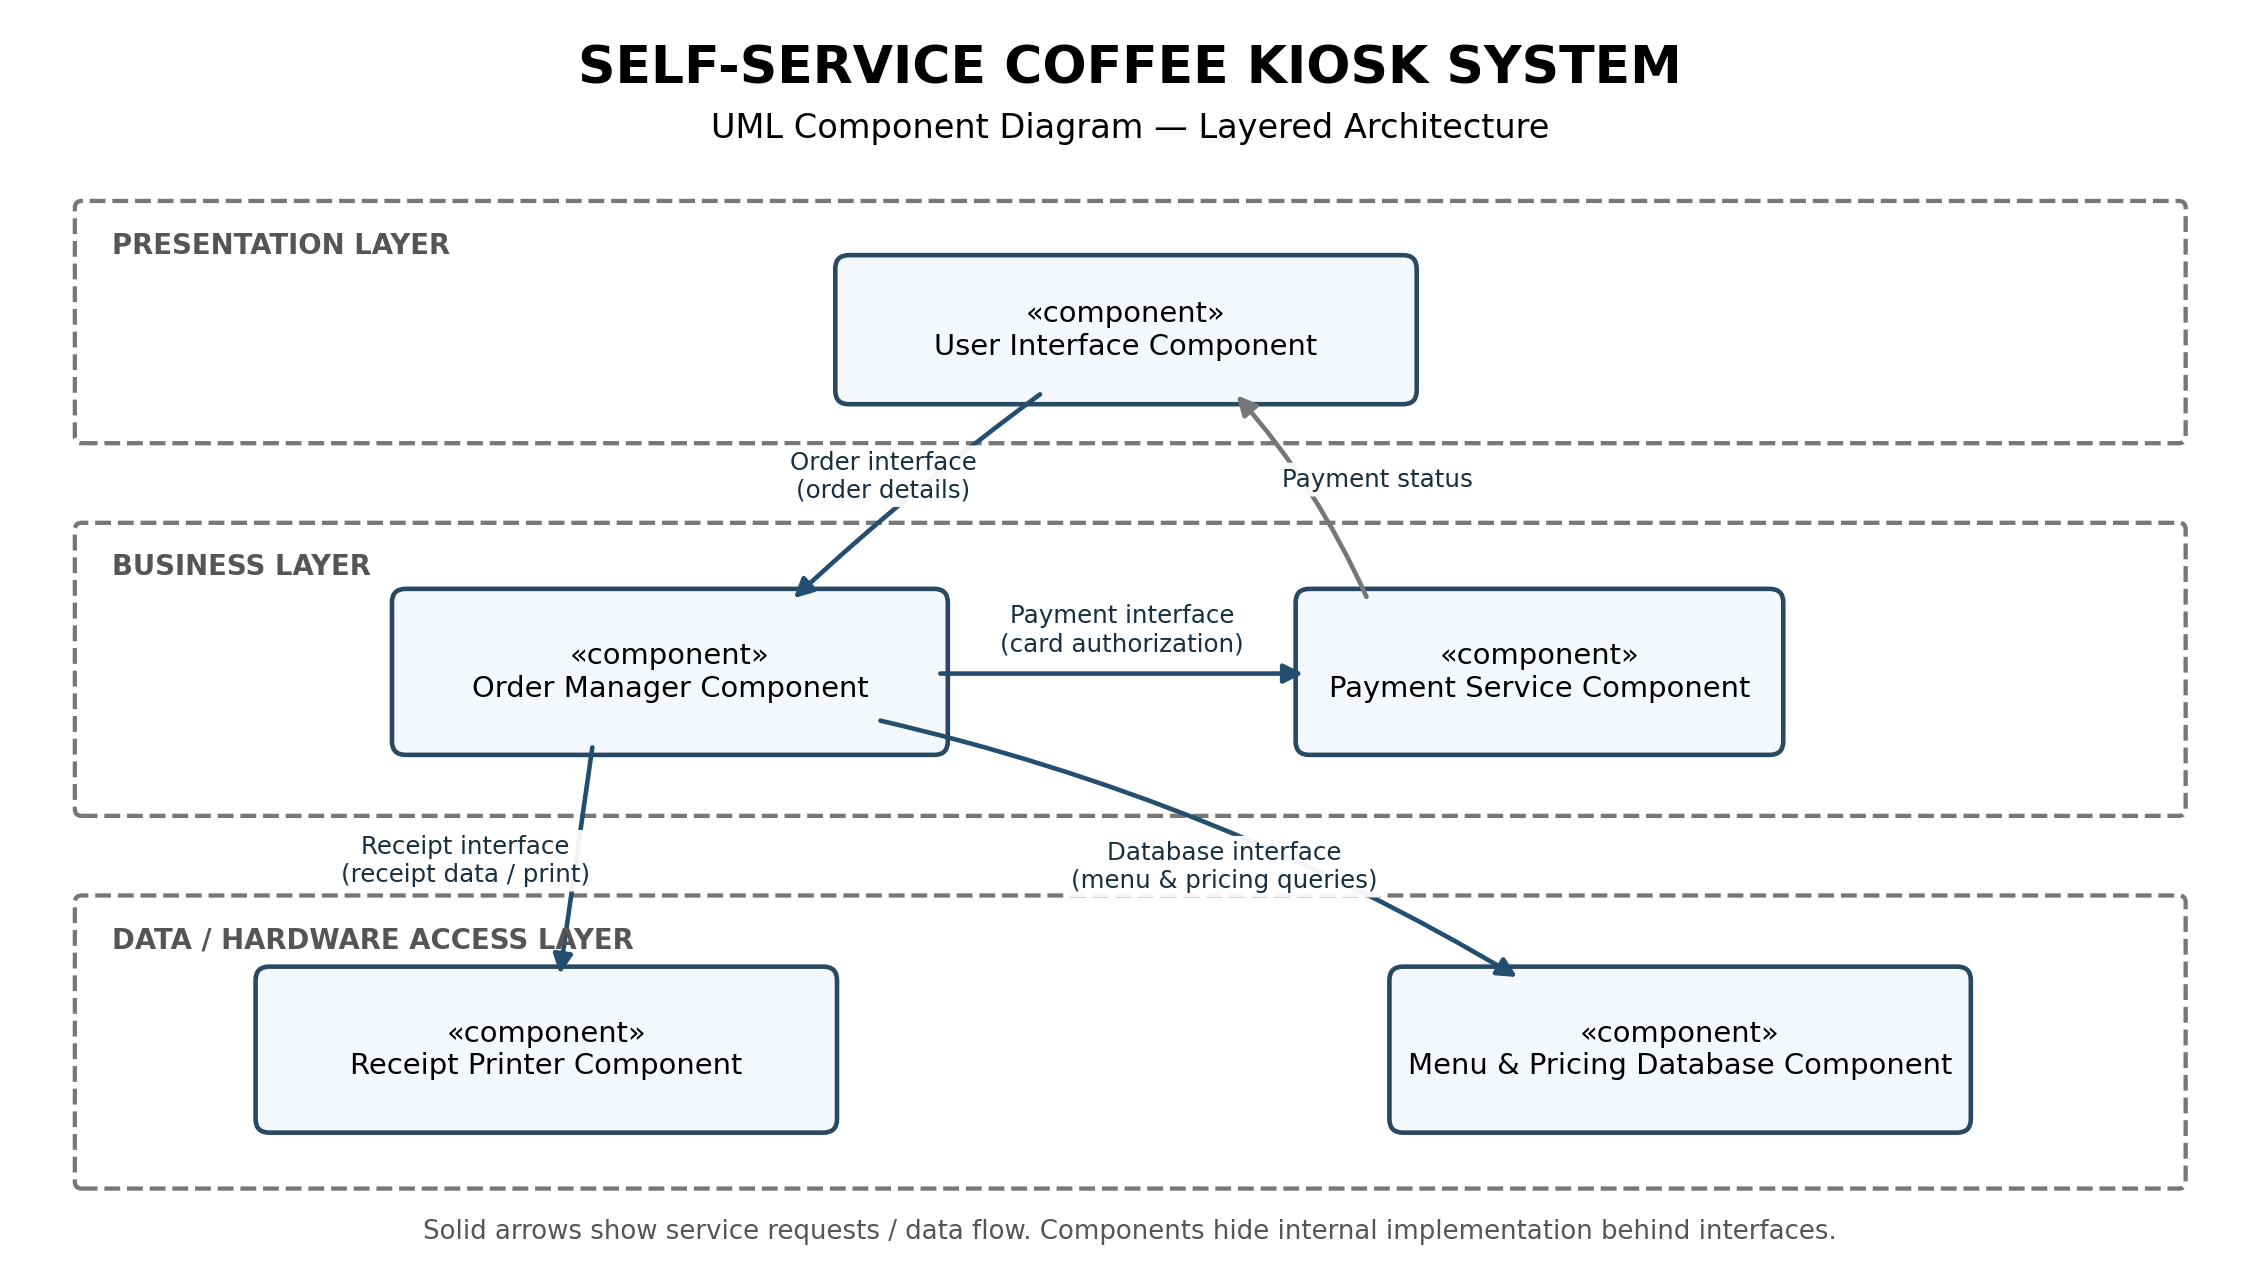 SELF-SERVICE COFFEE KIOSK SYSTEM
UML Component Diagram — Layered Architecture
PRESENTATION LAYER
«component»
User Interface Component
Order interface
(order details)
Payment status
BUSINESS LAYER
«component»
Order Manager Component
Payment interface
(card authorization)
«component»
Payment Service Component
Receipt interface
(receipt data / print)
Database interface
(menu & pricing queries)
DATA / HARDWARE ACCESS LAYER
«component»
Receipt Printer Component
«component»
Menu & Pricing Database Component
Solid arrows show service requests / data flow. Components hide internal implementation behind interfaces.